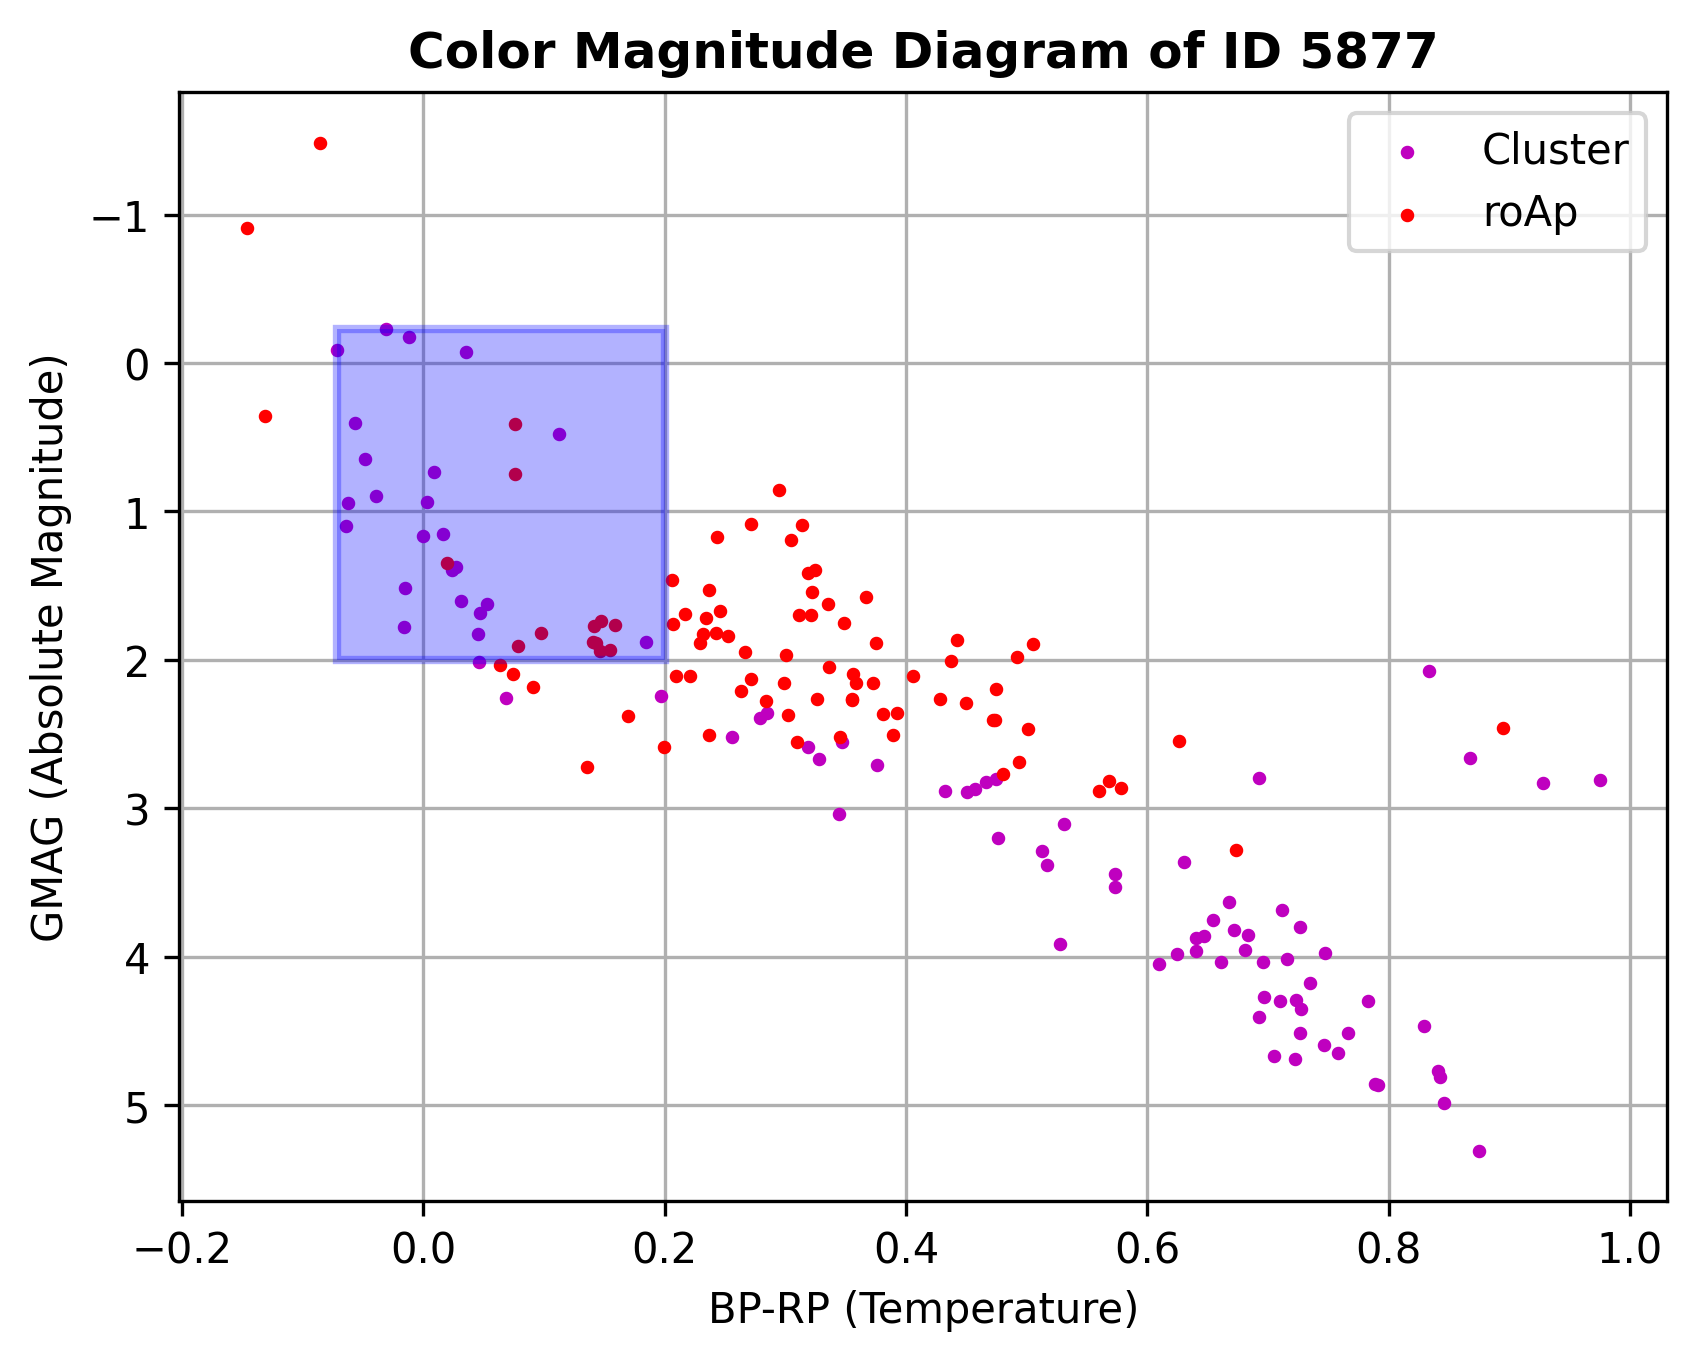 Color Magnitude Diagram of ID 5877
Cluster
roAp
GMAG (Absolute Magnitude)
−1
0
1
2
3
4
5
−0.2
0.0
0.2
0.4
0.6
0.8
1.0
BP-RP (Temperature)